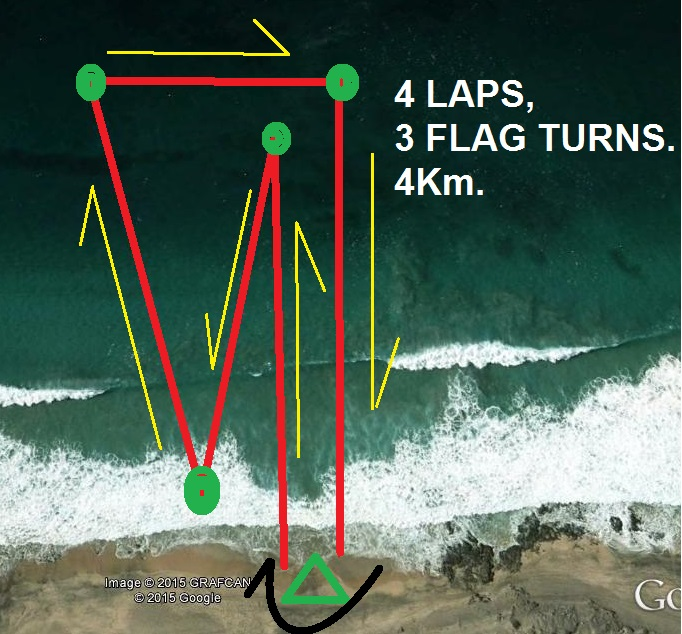 4 LAPS,
3 FLAG TURNS.
4Km.
Image © 2015 GRAFCAN
© 2015 Google
Go